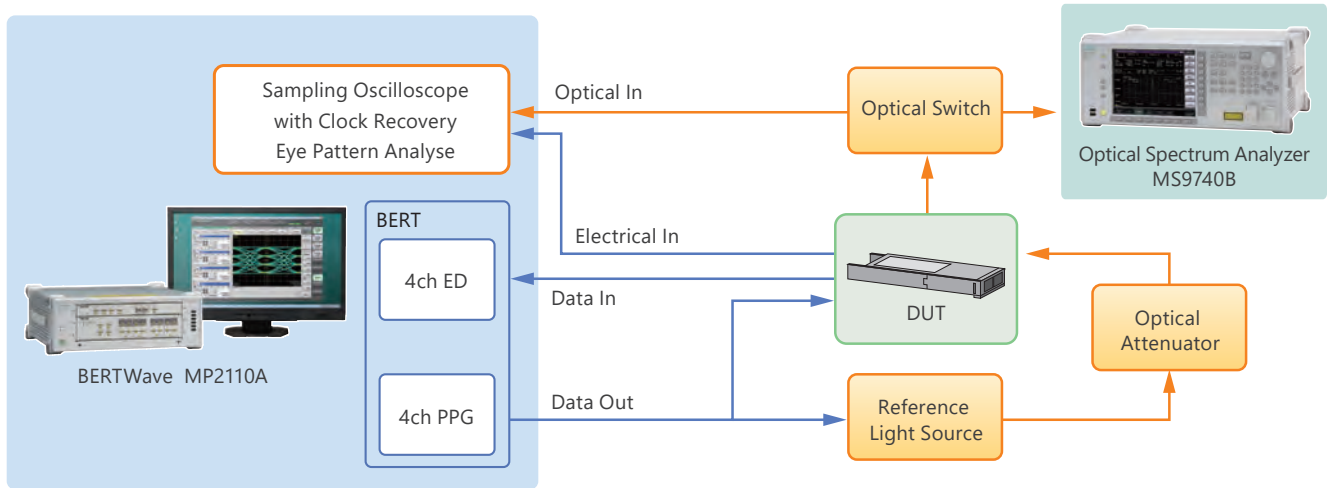 Sampling Oscilloscope
with Clock Recovery
Eye Pattern Analyse
Optical In
Optical Switch
Optical Spectrum Analyzer
MS9740B
BERT
4ch ED
Electrical In
Data In
DUT
Optical
Attenuator
BERTWave MP2110A
4ch PPG
Data Out
Reference
Light Source